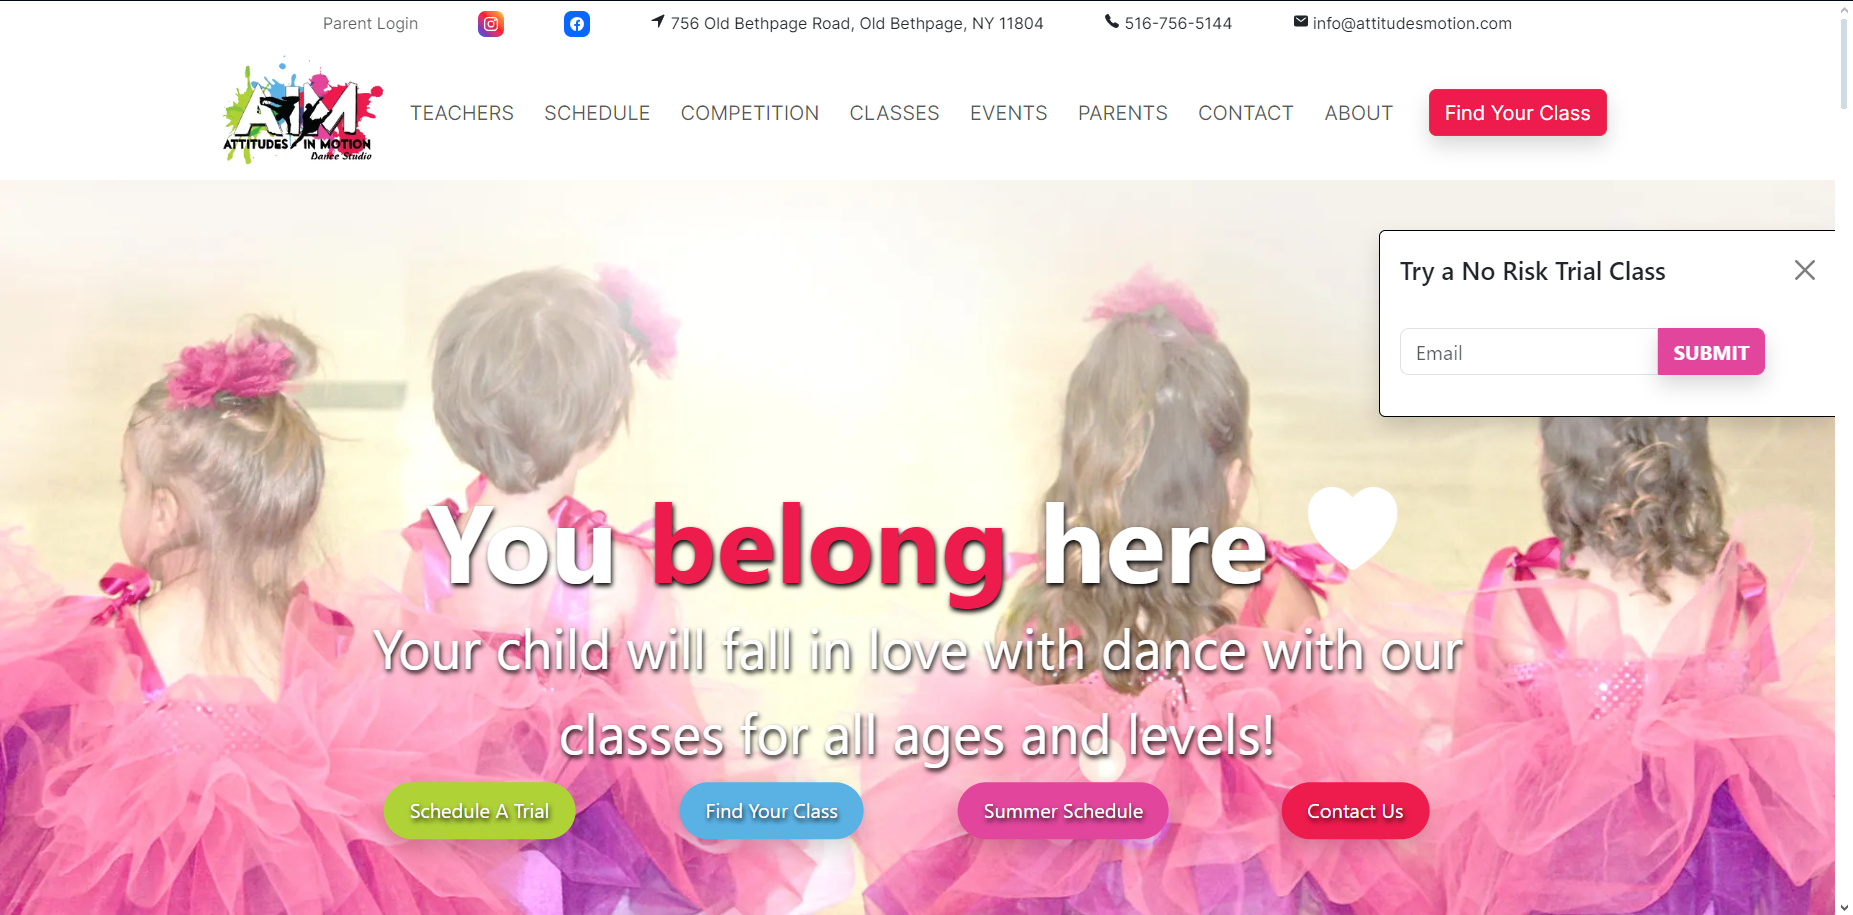 Parent Login
756 Old Bethpage Road, Old Bethpage, NY 11804
516-756-5144
info@attitudesmotion.com
AIM
ATTITUDES IN MOTION
Dance Studio
TEACHERS
SCHEDULE
COMPETITION
CLASSES
EVENTS
PARENTS
CONTACT
ABOUT
Find Your Class
Try a No Risk Trial Class
Email
SUBMIT
You belong here
Your child will fall in love with dance with our
classes for all ages and levels!
Schedule A Trial
Find Your Class
Summer Schedule
Contact Us